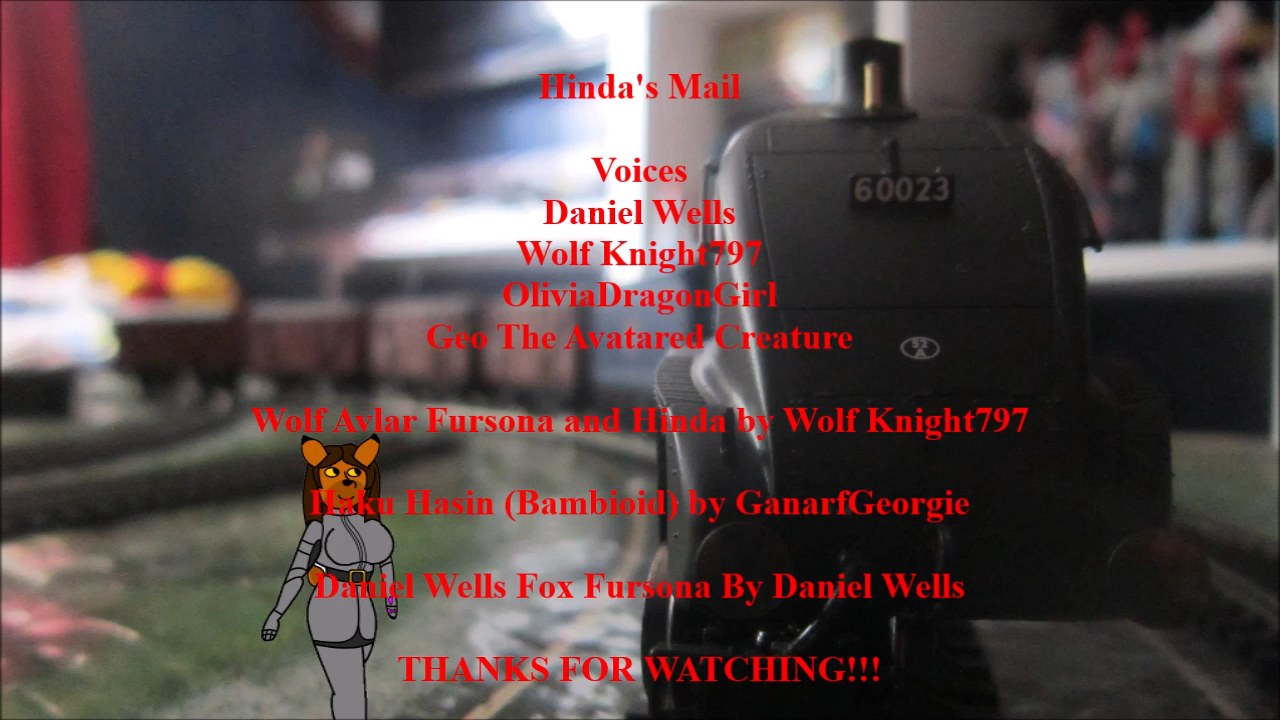 Hinda's Mail
Voices
Daniel Wells
Wolf Knight797
OliviaDragonGirl
Geo The Avatared Creature
Wolf Avlar Fursona and Hinda by Wolf Knight797
Haku Hasin (Bambioid) by GanarfGeorgie
Daniel Wells Fox Fursona By Daniel Wells
THANKS FOR WATCHING!!!
60023
52
A